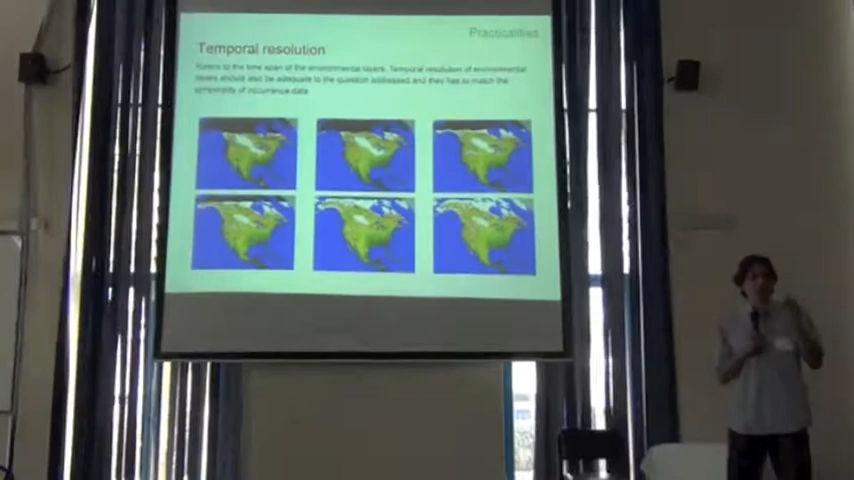 Practicalities
Temporal resolution
Refers to the time span of the environmental layers. Temporal resolution of environmental
layers should also be adequate to the question addressed and they has to match the
temporality of occurrence data